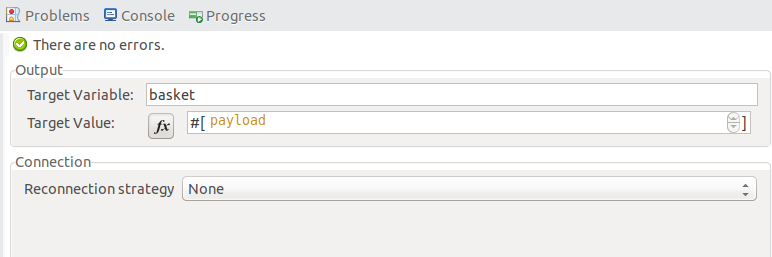 Problems Console Progress
There are no errors.
Output
Target Variable: basket
Target Value: fx #[ payload ]
Connection
Reconnection strategy None